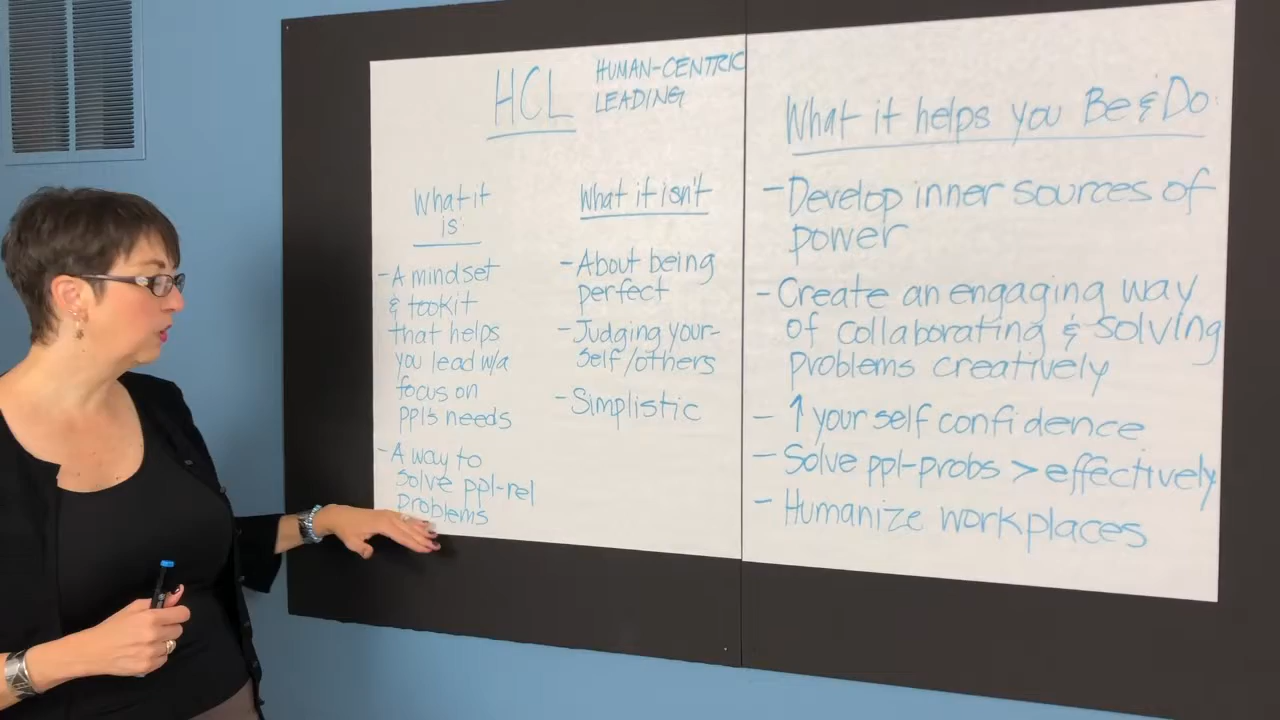 HCL
HUMAN-CENTRIC
LEADING
What it
is:
- A mindset
& toolkit
that helps
you lead w/a
focus on
ppl's needs
- A way to
solve ppl-rel
problems
What it isn't
- About being
perfect
- Judging your-
self/others
- Simplistic
What it helps you Be & Do:
- Develop inner sources of
power
- Create an engaging way
of collaborating & solving
problems creatively
- ↑ your self confidence
- Solve ppl-probs > effectively
- Humanize workplaces